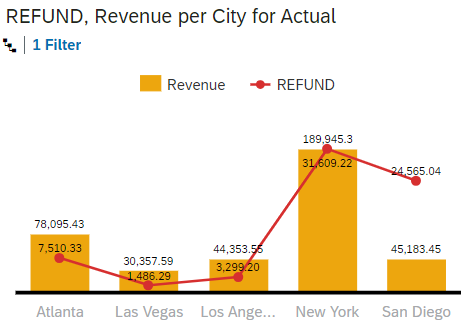 REFUND, Revenue per City for Actual
1 Filter
Revenue REFUND
189,945.3
31,609.22
24,565.04
78,095.43
7,510.33
44,353.55
45,183.45
30,357.59
3,299.20
1,486.29
Atlanta Las Vegas Los Ange... New York San Diego